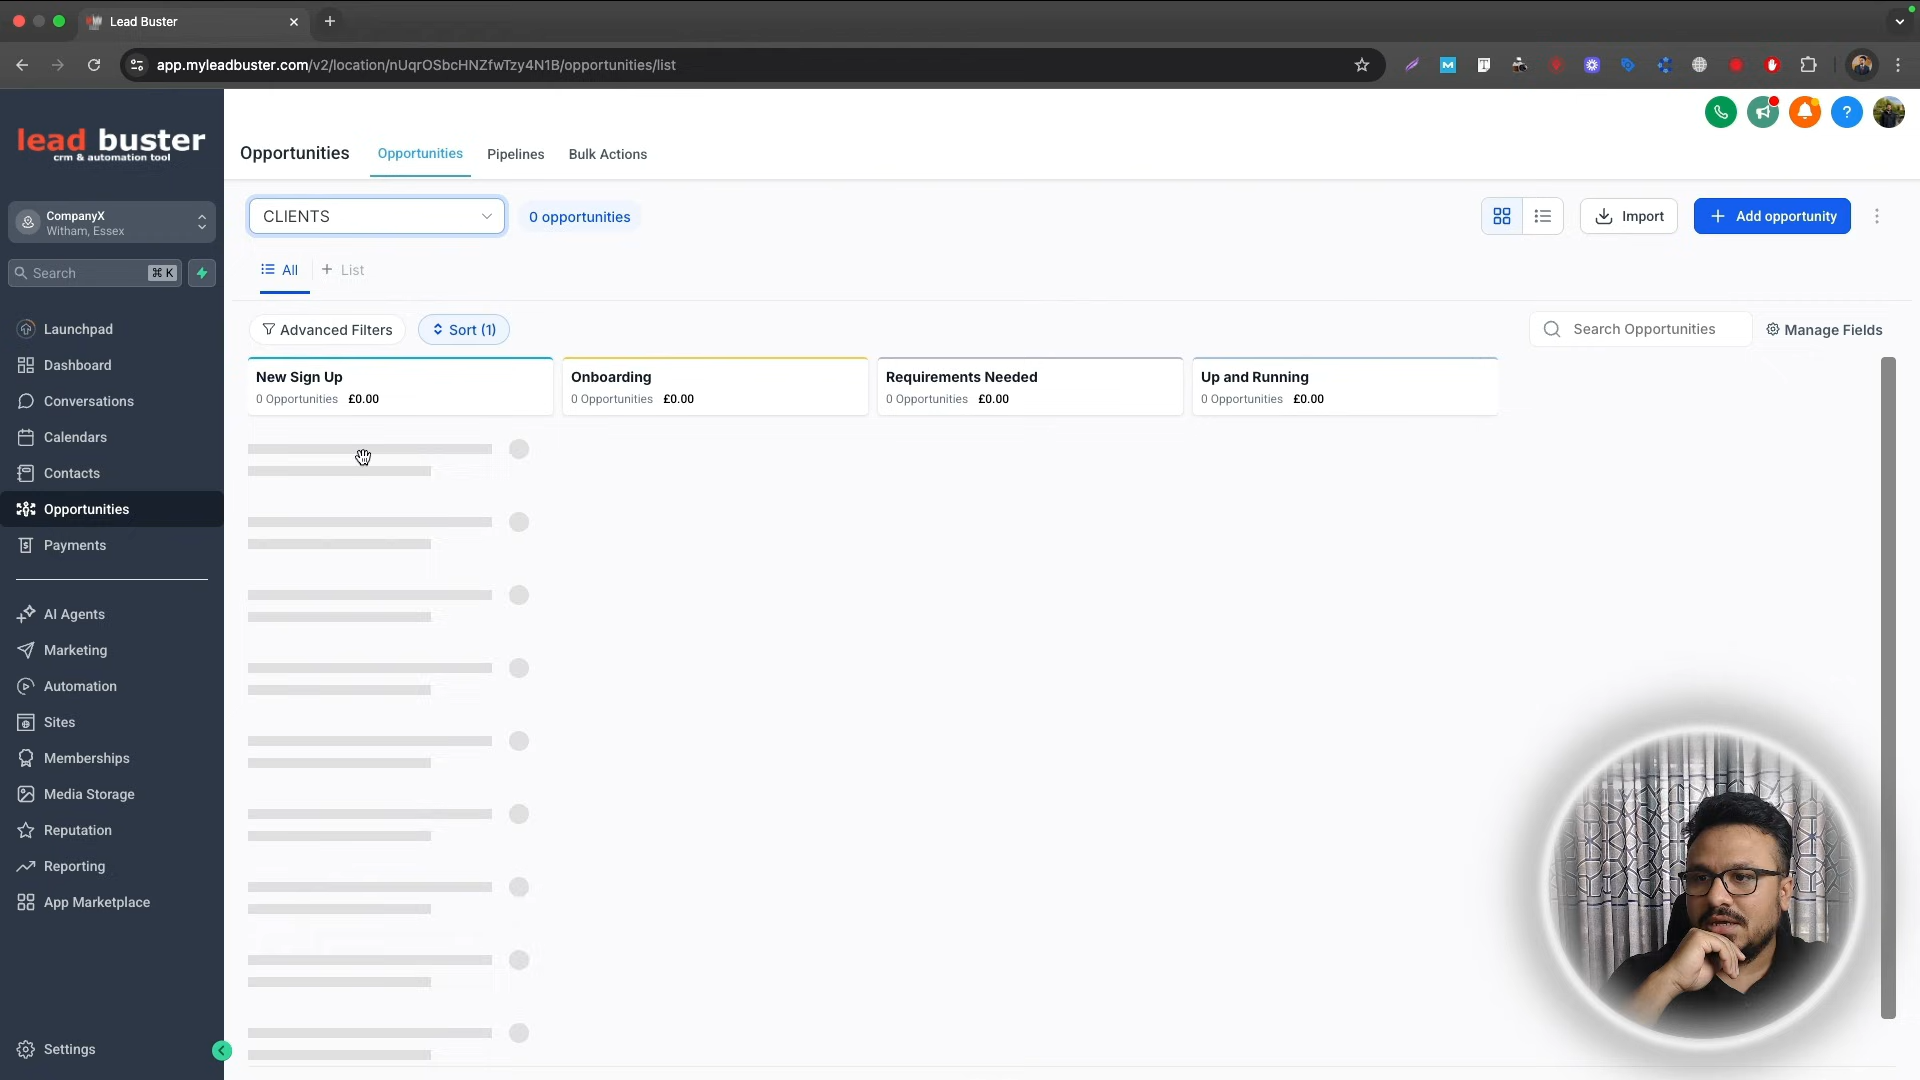 Lead Buster
app.myleadbuster.com/v2/location/nUqrOSbcHNZfwTzy4N1B/opportunities/list
lead buster
crm & automation tool
CompanyX
Witham, Essex
Search
⌘ K
Launchpad
Dashboard
Conversations
Calendars
Contacts
Opportunities
Payments
AI Agents
Marketing
Automation
Sites
Memberships
Media Storage
Reputation
Reporting
App Marketplace
Settings
Opportunities
Opportunities
Pipelines
Bulk Actions
CLIENTS
0 opportunities
Import
+ Add opportunity
All
+ List
Advanced Filters
Sort (1)
Search Opportunities
Manage Fields
New Sign Up
0 Opportunities £0.00
Onboarding
0 Opportunities £0.00
Requirements Needed
0 Opportunities £0.00
Up and Running
0 Opportunities £0.00